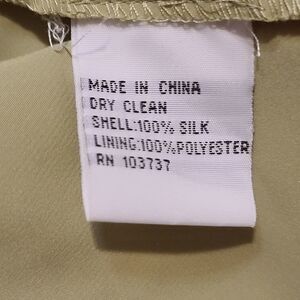 MADE IN CHINA
DRY CLEAN
SHELL:100% SILK
LINING:100%POLYESTER
RN 103737